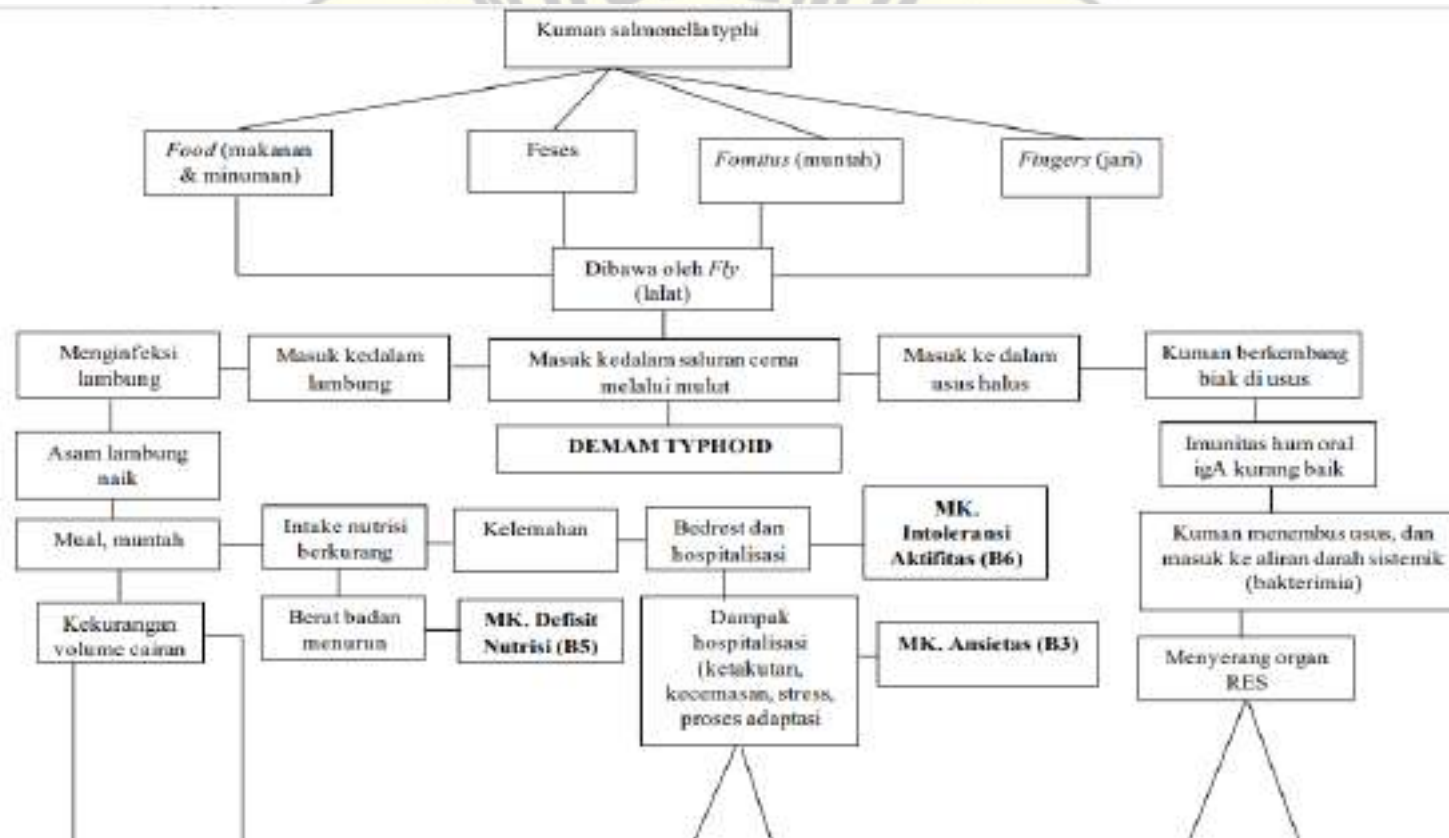 Kuman salmonella typhi
Food (makanan
& minuman)
Feses
Fomitus (muntah)
Fingers (jari)
Dibawa oleh Fly
(lalat)
Menginfeksi
lambung
Masuk kedalam
lambung
Masuk kedalam saluran cerna
melalui mulut
Masuk ke dalam
usus halus
Kuman berkembang
biak di usus
DEMAM TYPHOID
Asam lambung
naik
Imunitas hum oral
igA kurang baik
Mual, muntah
Intake nutrisi
berkurang
Kelemahan
Bedrest dan
hospitalisasi
MK.
Intoleransi
Aktifitas (B6)
Kuman menembus usus, dan
masuk ke aliran darah sistemik
(bakterimia)
Kekurangan
volume cairan
Berat badan
menurun
MK. Defisit
Nutrisi (B5)
Dampak
hospitalisasi
(ketakutan,
kecemasan, stress,
proses adaptasi
MK. Ansietas (B3)
Menyerang organ
RES